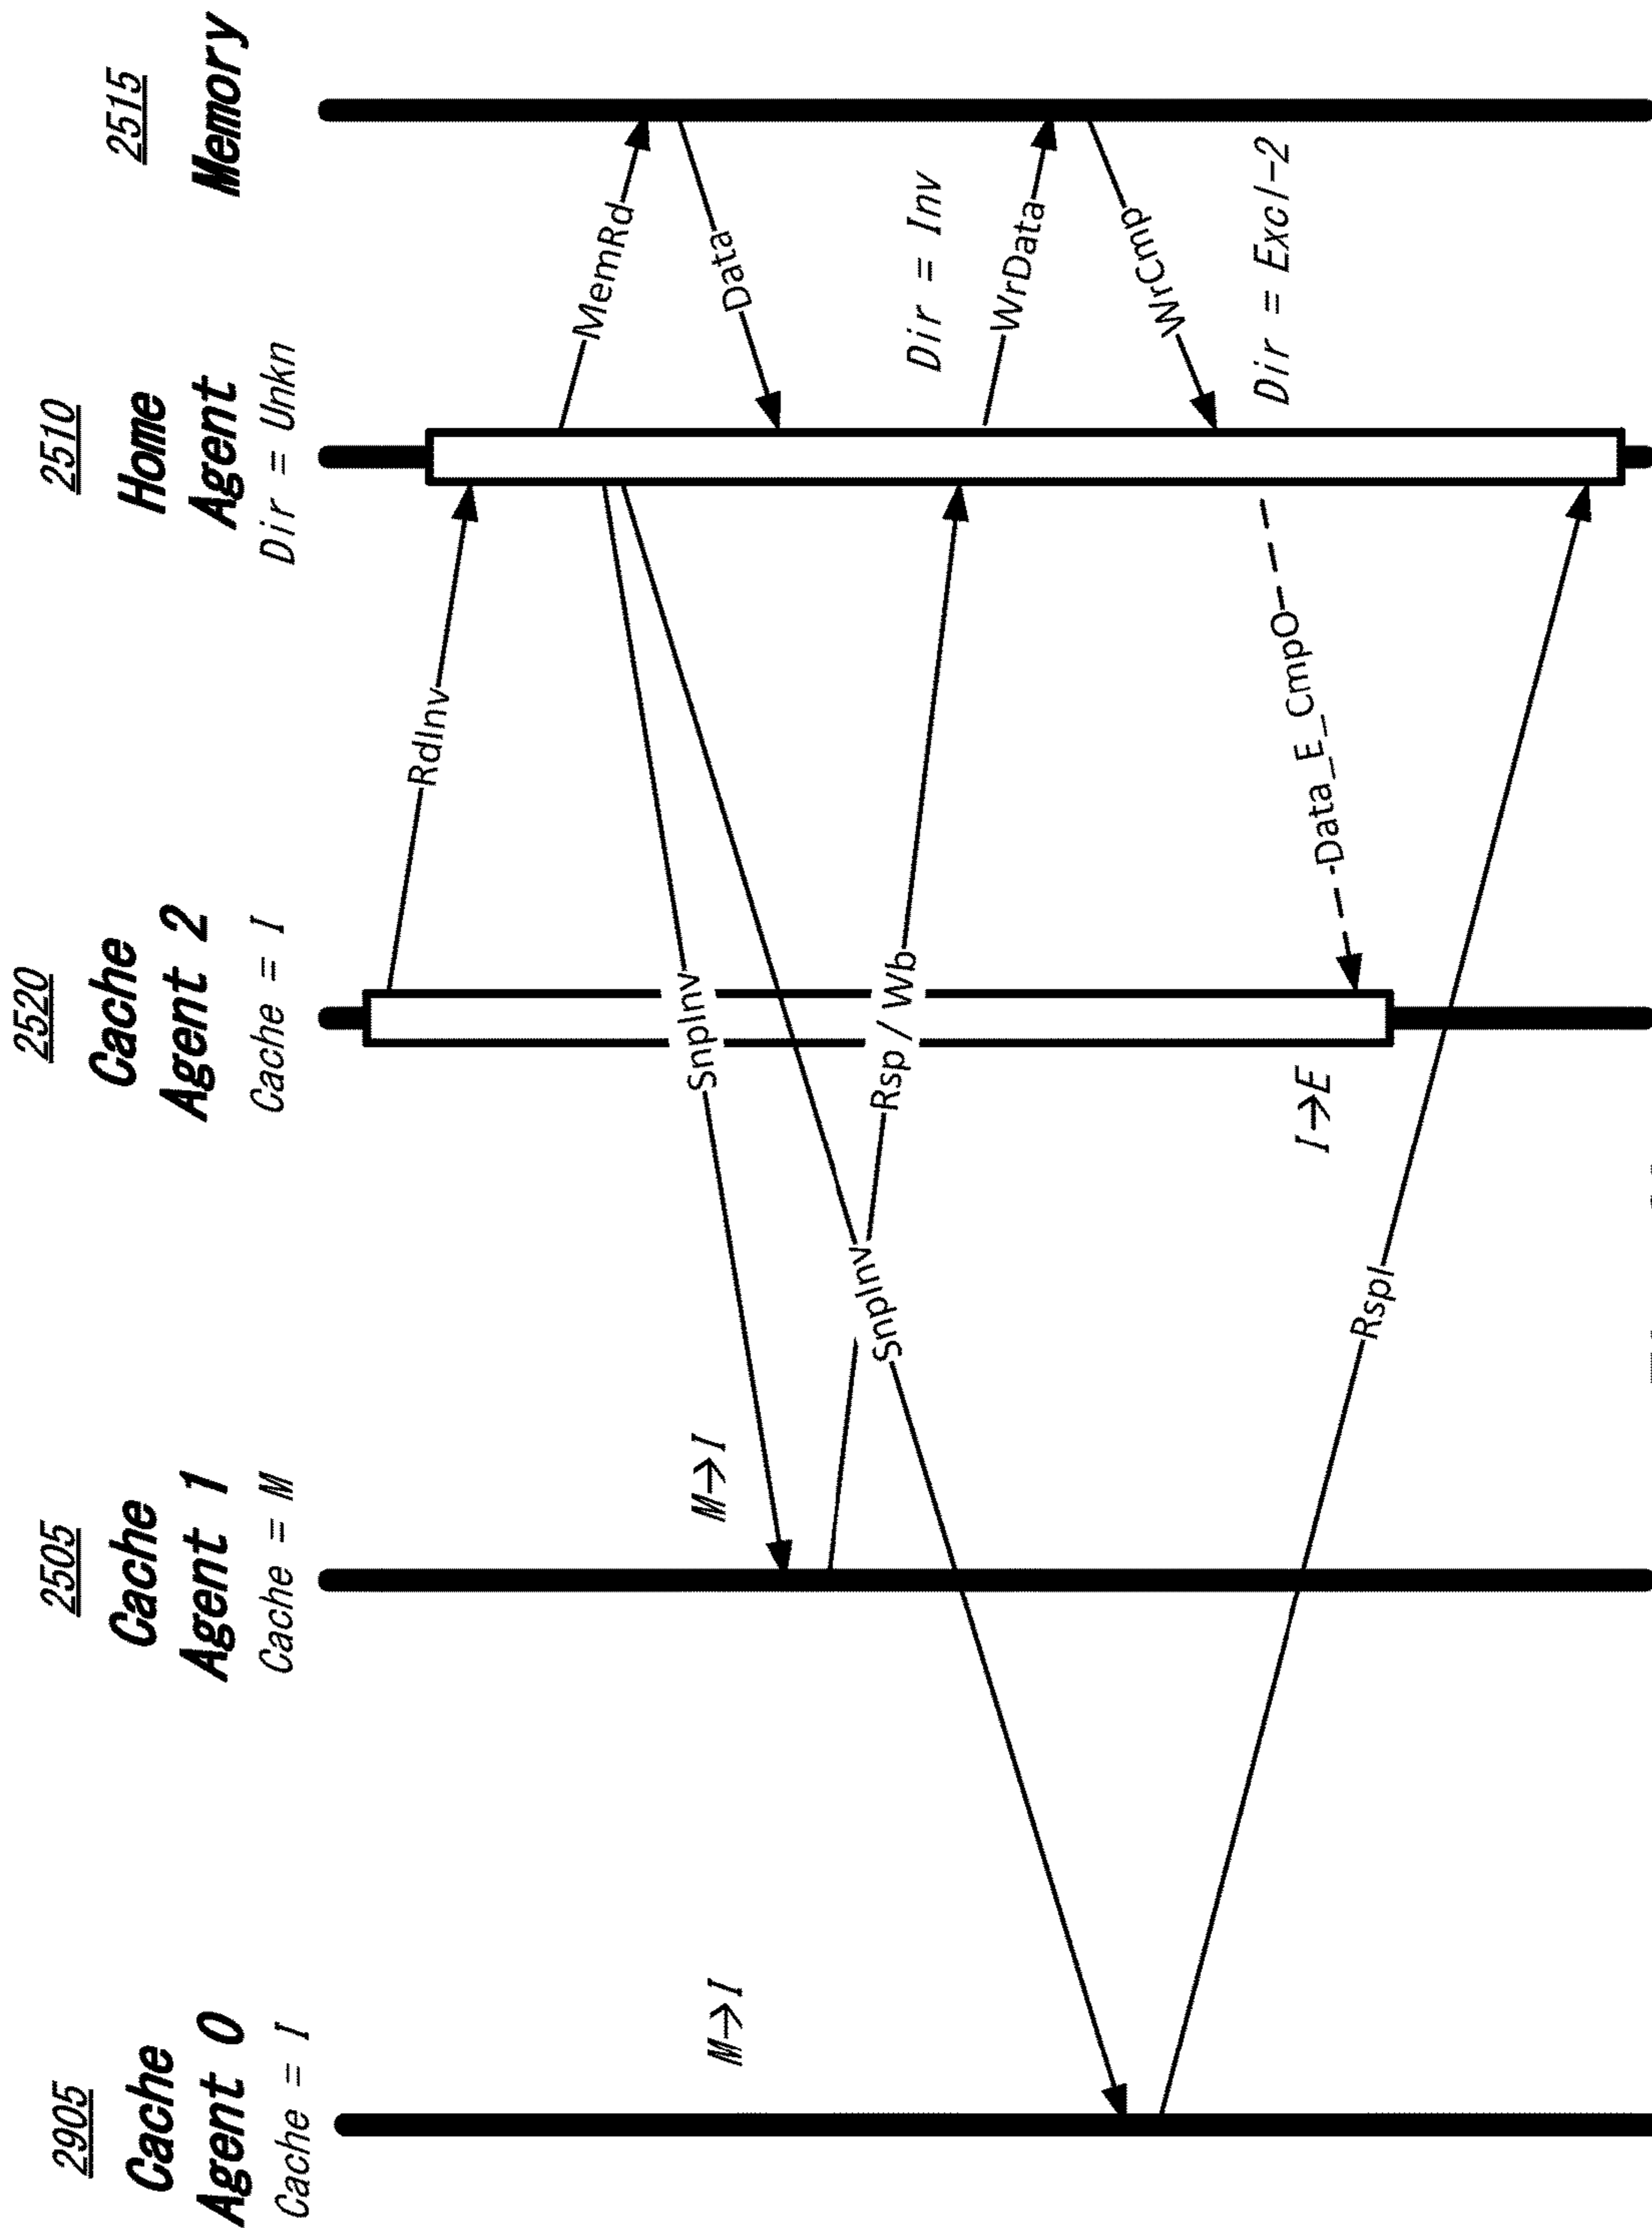 2905
Cache
Agent 0
Cache = I
2505
Cache
Agent 1
Cache = M
2520
Cache
Agent 2
Cache = I
2510
Home
Agent
Dir = Unkn
2515
Memory
RdInv
MemRd
Data
SnpInv
SnpInv
M→I
M→I
Rsp / Wb
Dir = Inv
WrData
WrCmp
Dir = Excl-2
-Data_E_CmpO
I→E
RspI